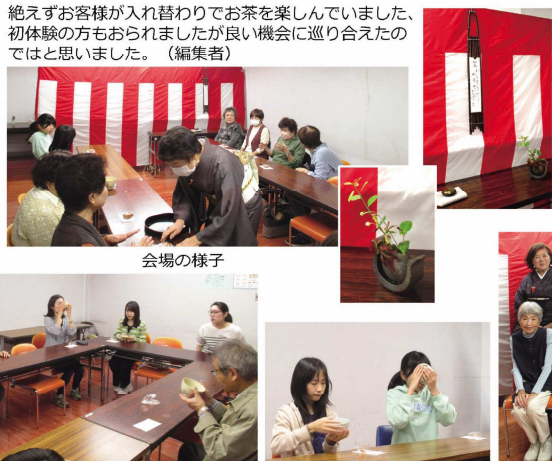 絶えずお客様が入れ替わりでお茶を楽しんでいました、
初体験の方もおられましたが良い機会に巡り合えたの
ではと思いました。（編集者）
会場の様子